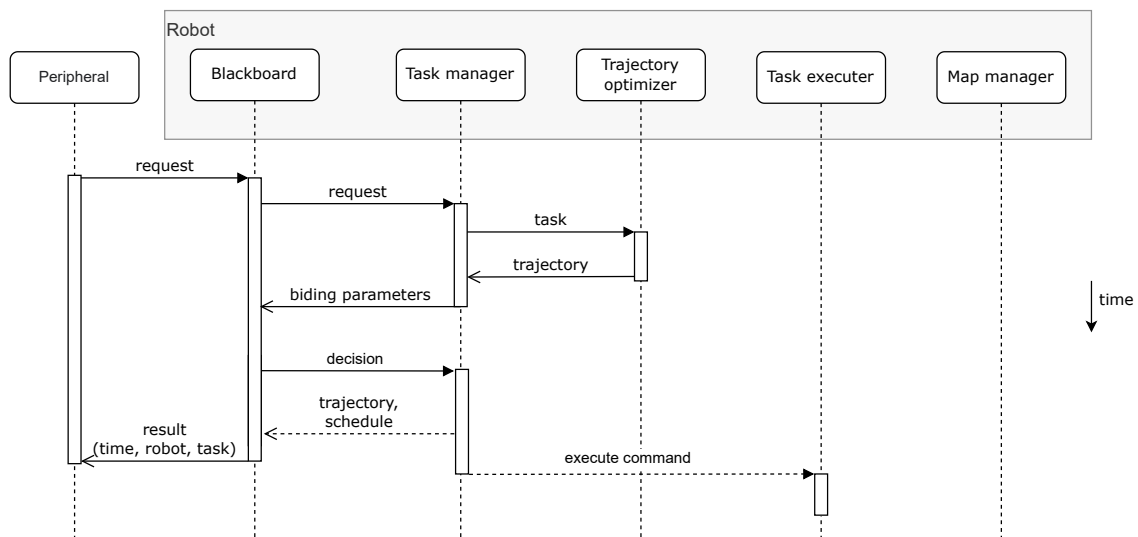 Robot
Peripheral
Blackboard
Task manager
Trajectory
optimizer
Task executer
Map manager
request
request
task
trajectory
biding parameters
time
decision
trajectory,
schedule
result
(time, robot, task)
execute command